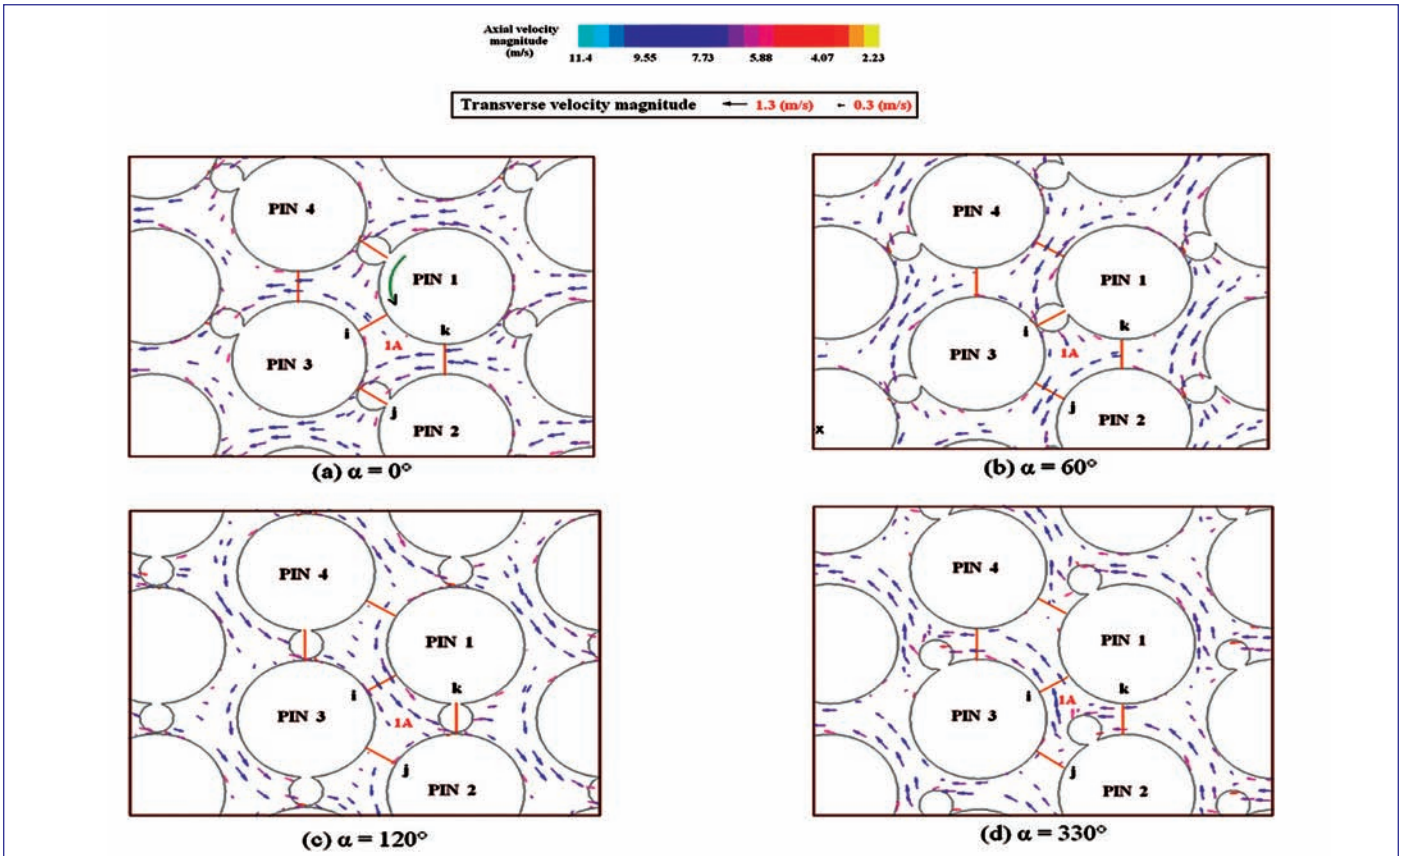 Axial velocity
magnitude
(m/s)
11.4 9.55 7.73 5.88 4.07 2.23
Transverse velocity magnitude 1.3 (m/s) 0.3 (m/s)
PIN 4
PIN 1
i
k
1A
PIN 3
j
PIN 2
(a) α = 0°
PIN 4
PIN 1
i
k
1A
PIN 3
j
PIN 2
x
(b) α = 60°
PIN 4
PIN 1
i
k
PIN 3
1A
j
PIN 2
(c) α = 120°
PIN 4
PIN 1
i
k
1A
PIN 3
j
PIN 2
(d) α = 330°